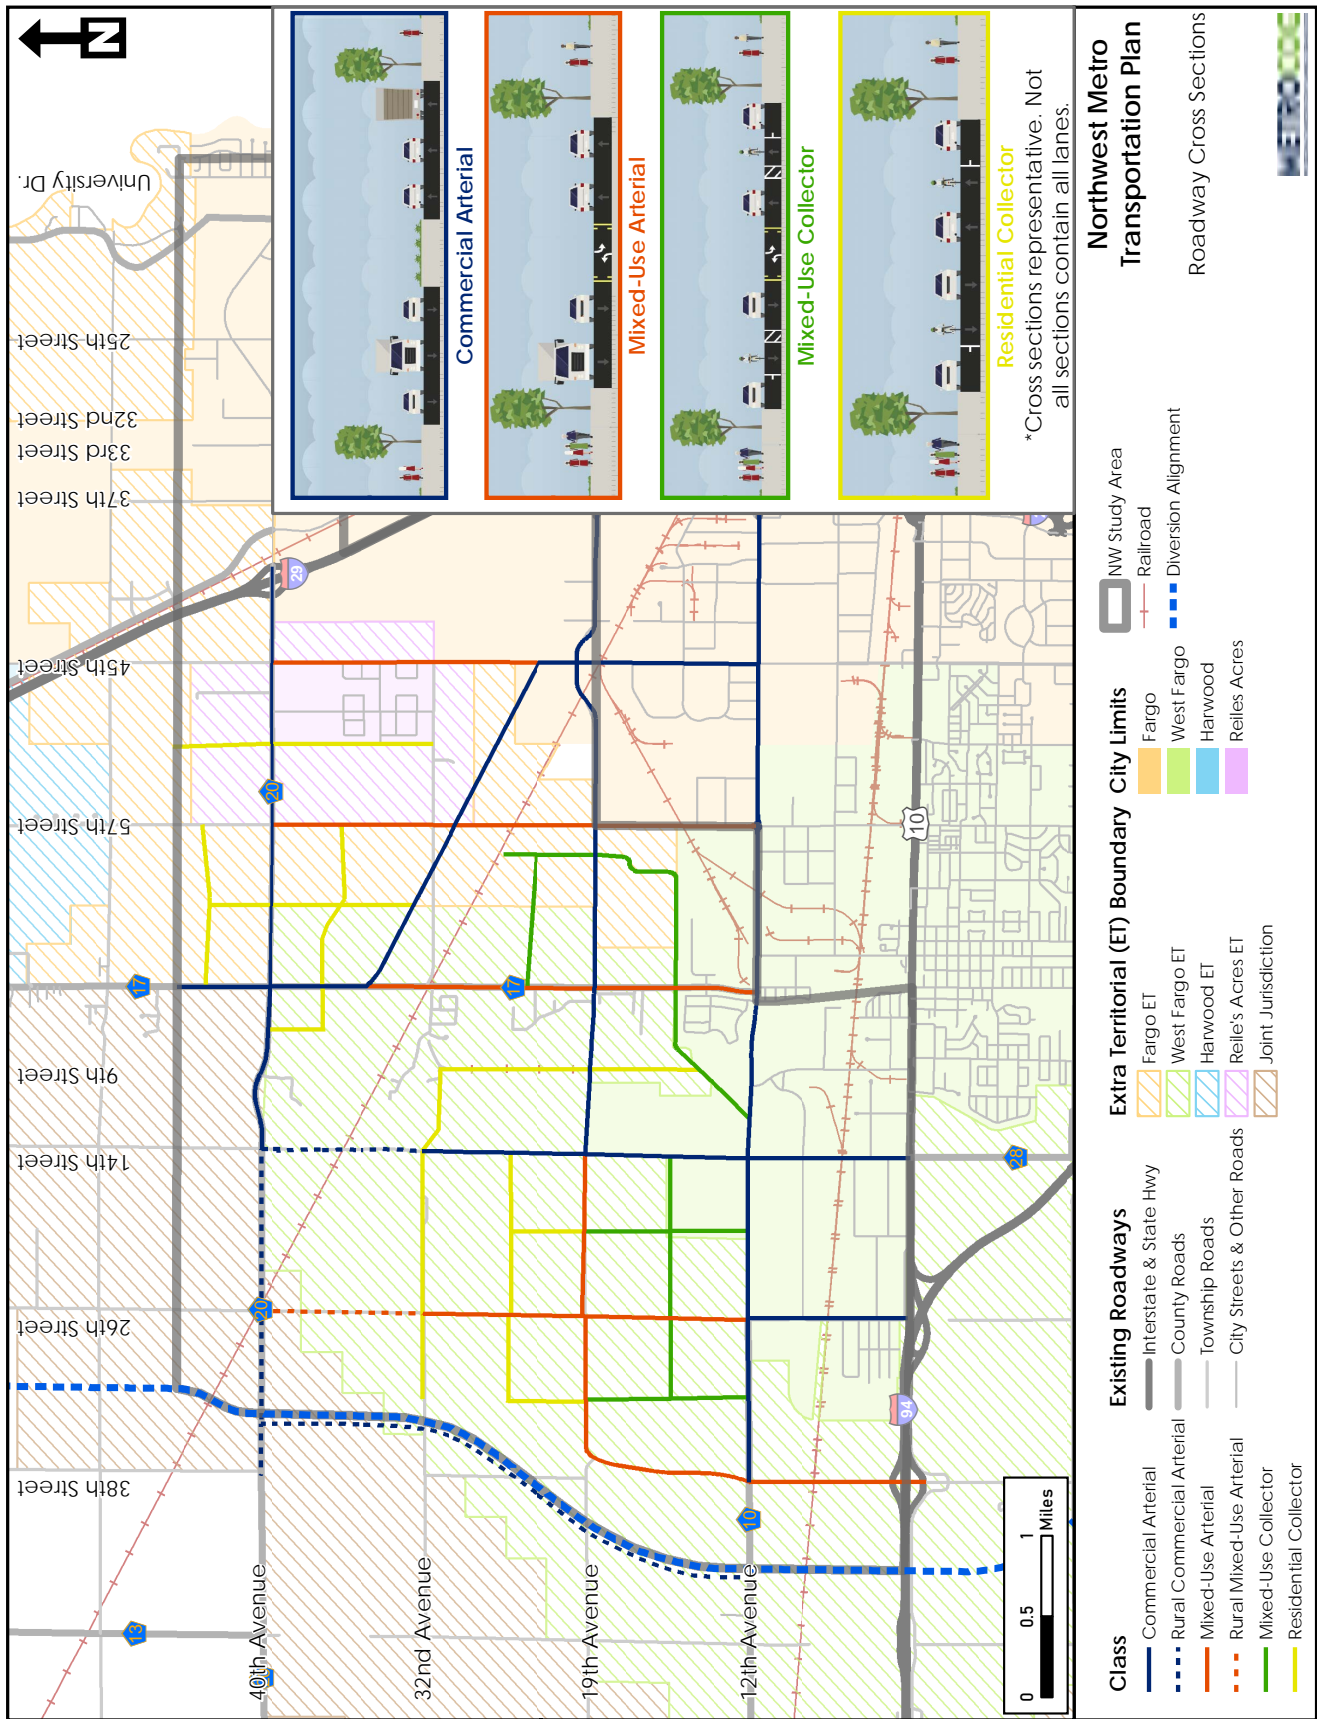 N
University Dr.
25th Street
32nd Street
33rd Street
37th Street
45th Street
57th Street
9th Street
14th Street
26th Street
38th Street
40th Avenue
32nd Avenue
19th Avenue
12th Avenue
29
20
17
17
20
13
10
10
28
94
Commercial Arterial
Mixed-Use Arterial
Mixed-Use Collector
Residential Collector
*Cross sections representative. Not
all sections contain all lanes.
0 0.5 1
Miles
Class
Commercial Arterial
Rural Commercial Arterial
Mixed-Use Arterial
Rural Mixed-Use Arterial
Mixed-Use Collector
Residential Collector
Existing Roadways
Interstate & State Hwy
County Roads
Township Roads
City Streets & Other Roads
Extra Territorial (ET) Boundary
Fargo ET
West Fargo ET
Harwood ET
Reile's Acres ET
Joint Jurisdiction
City Limits
Fargo
West Fargo
Harwood
Reiles Acres
NW Study Area
Railroad
Diversion Alignment
Northwest Metro
Transportation Plan
Roadway Cross Sections
METROCOG